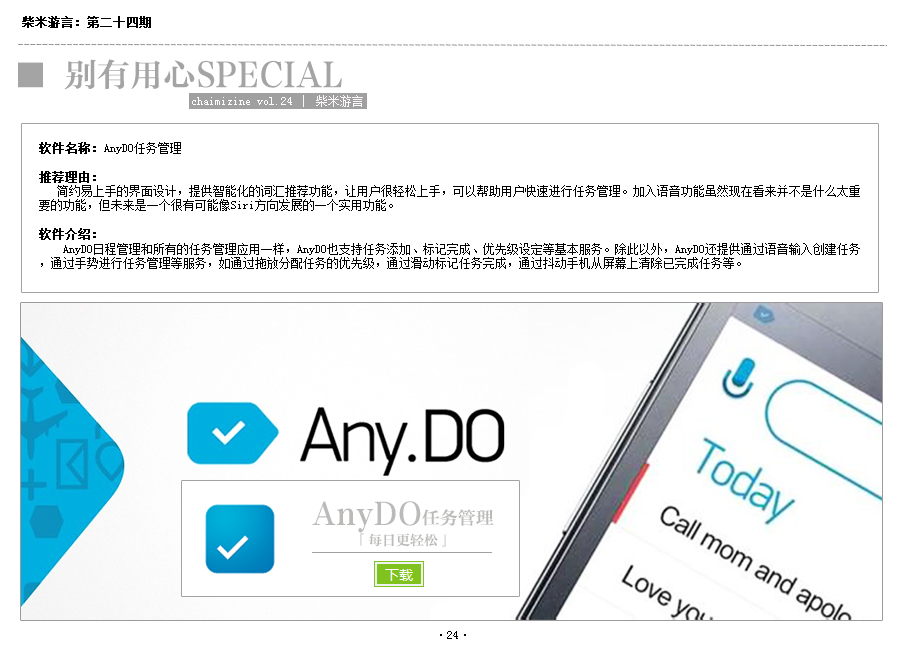 柴米游言：第二十四期
别有用心SPECIAL
chaimizine vol.24 | 柴米游言
软件名称：AnyDO任务管理
推荐理由：
简约易上手的界面设计，提供智能化的词汇推荐功能，让用户很轻松上手，可以帮助用户快速进行任务管理。加入语音功能虽然现在看来并不是什么太重
要的功能，但未来是一个很有可能像Siri方向发展的一个实用功能。
软件介绍：
AnyDO日程管理和所有的任务管理应用一样，AnyDO也支持任务添加、标记完成、优先级设定等基本服务。除此以外，AnyDO还提供通过语音输入创建任务
，通过手势进行任务管理等服务，如通过拖放分配任务的优先级，通过滑动标记任务完成，通过抖动手机从屏幕上清除已完成任务等。
Any.DO
AnyDO任务管理
「每日更轻松」
下载
Today
Call mom and apolo
Love you
·24·